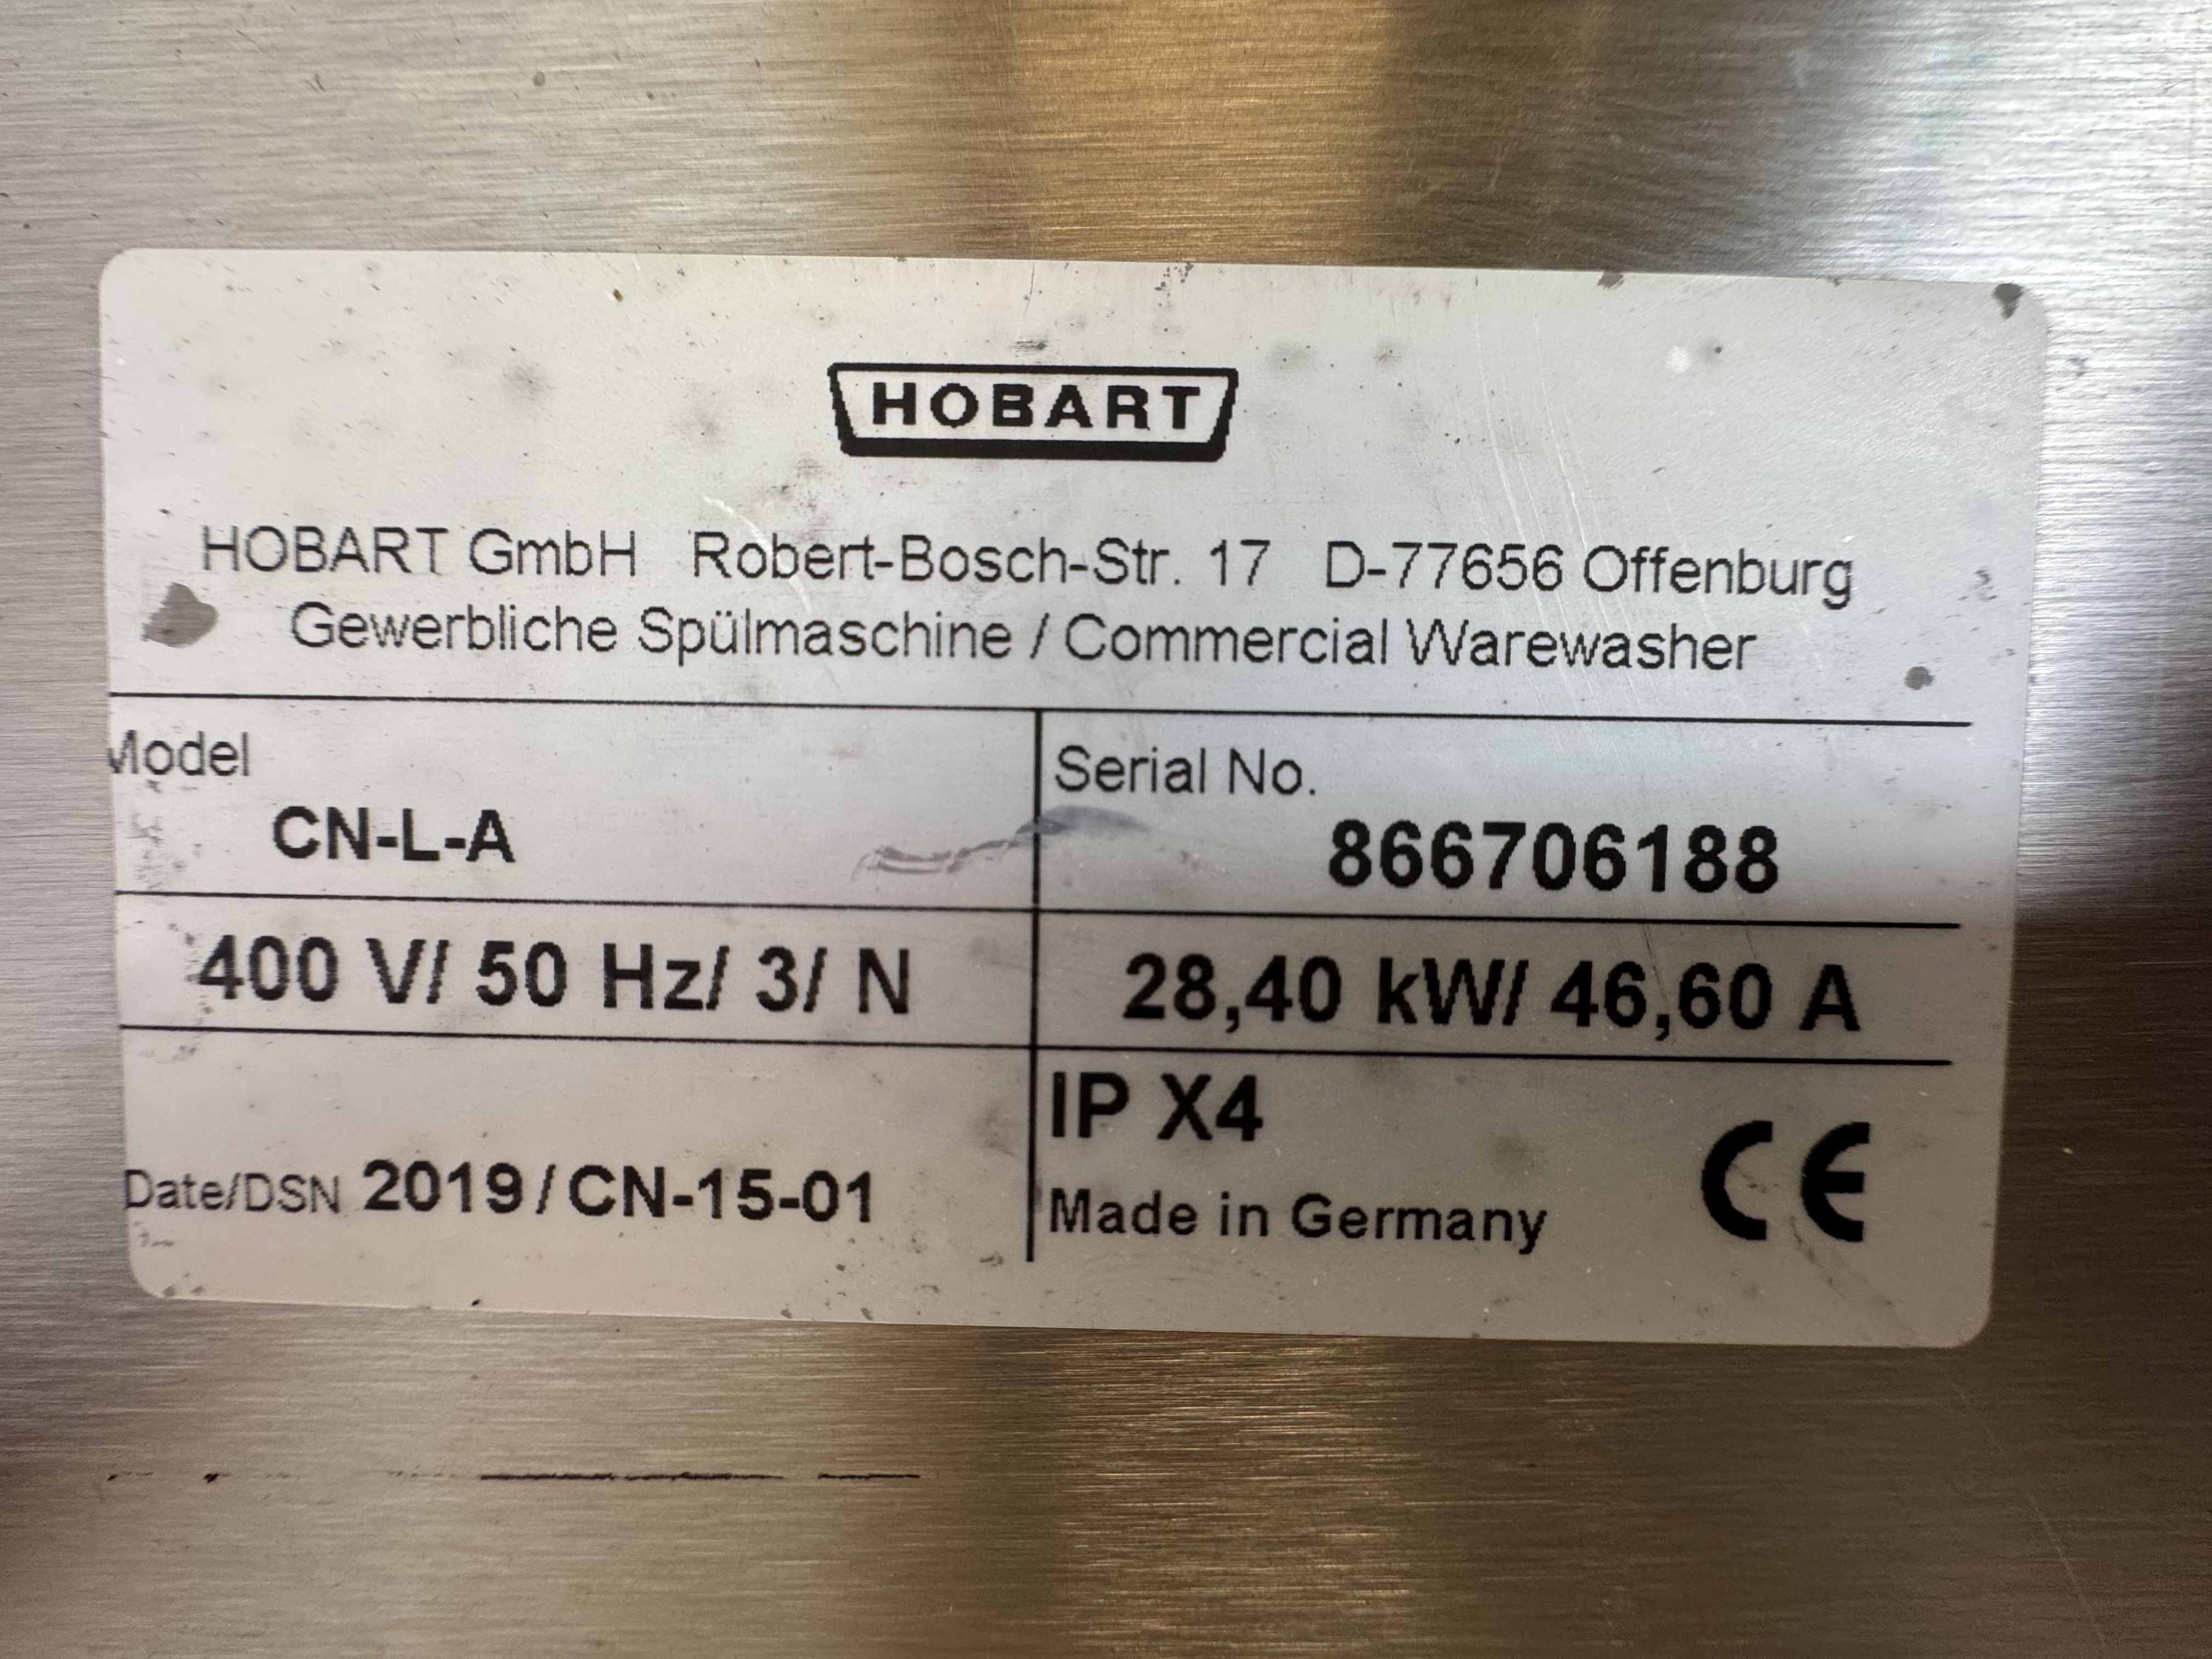 HOBART
HOBART GmbH Robert-Bosch-Str. 17 D-77656 Offenburg
Gewerbliche Spülmaschine / Commercial Warewasher
Model
CN-L-A
Serial No.
866706188
400 V/ 50 Hz/ 3/ N
28,40 kW/ 46,60 A
Date/DSN 2019/CN-15-01
IP X4
Made in Germany
CE